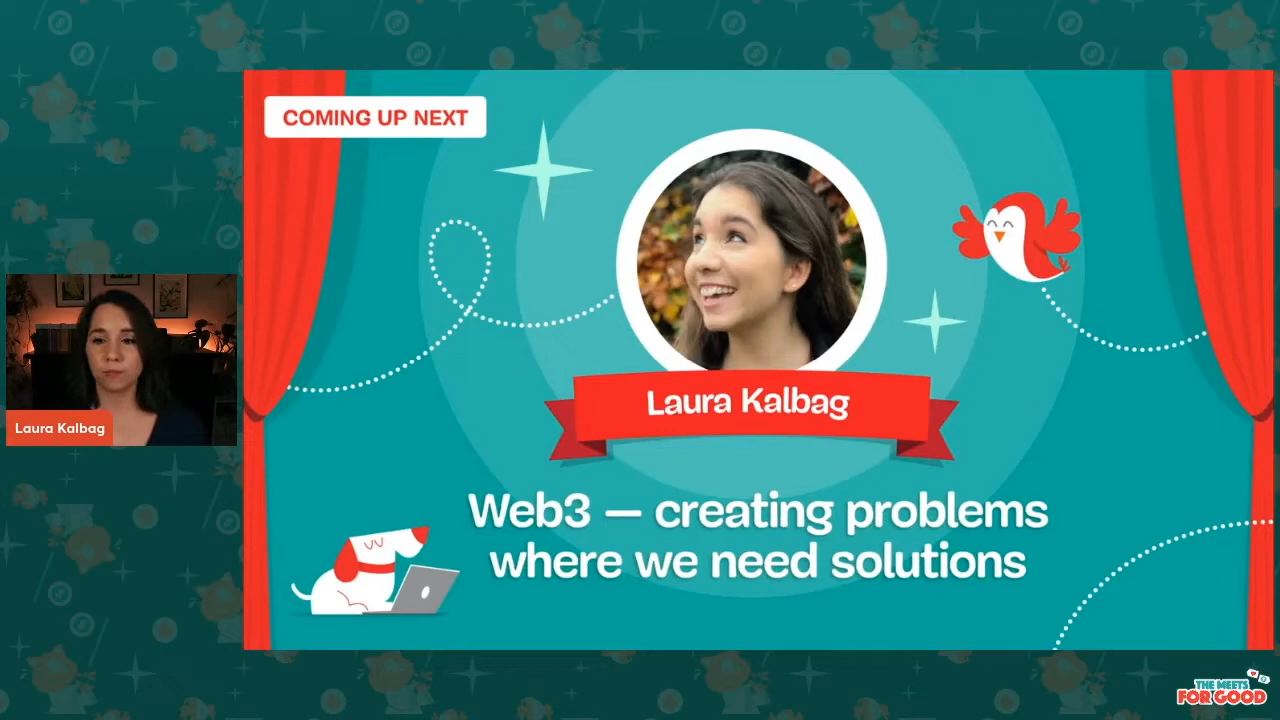 COMING UP NEXT
Laura Kalbag
Web3 — creating problems
where we need solutions
Laura Kalbag
THE MEETS
FOR GOOD